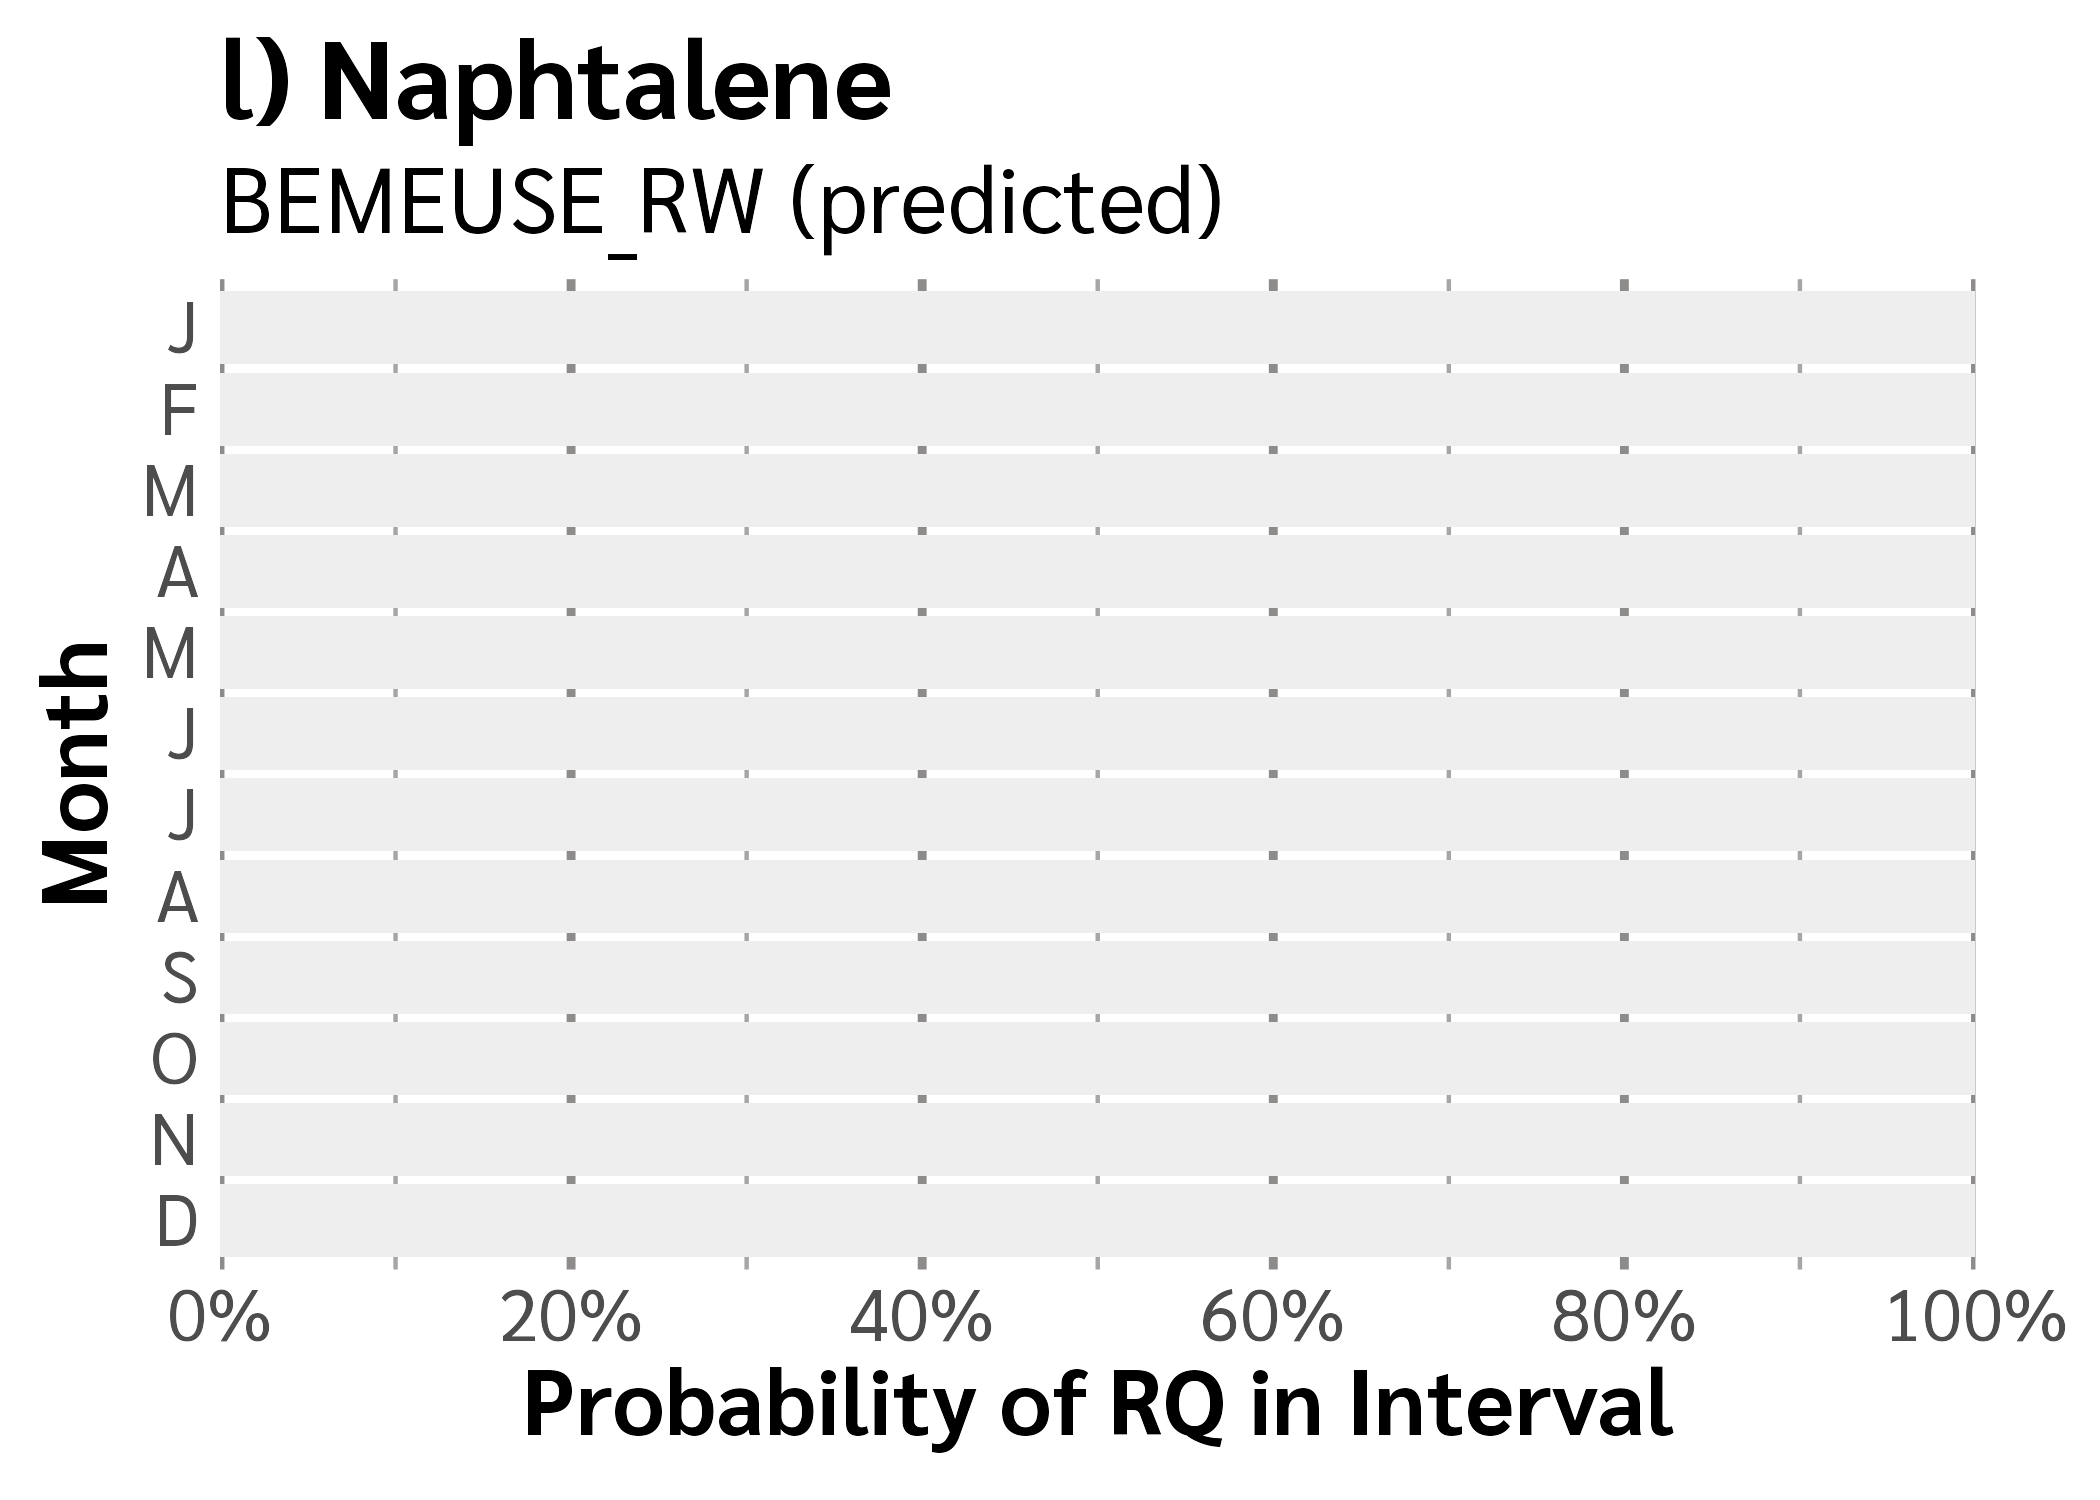 l) Naphtalene
BEMEUSE_RW (predicted)
Month
J
F
M
A
M
J
J
A
S
O
N
D
0% 20% 40% 60% 80% 100%
Probability of RQ in Interval